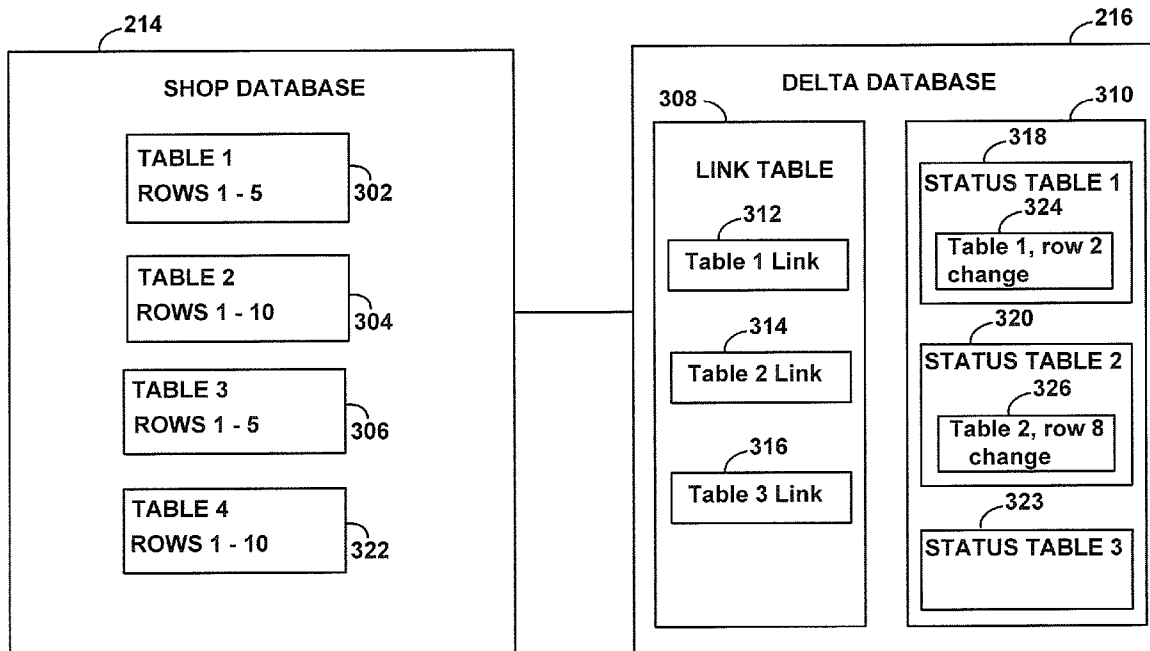 214
SHOP DATABASE
TABLE 1
ROWS 1 - 5
302
TABLE 2
ROWS 1 - 10
304
TABLE 3
ROWS 1 - 5
306
TABLE 4
ROWS 1 - 10
322
216
DELTA DATABASE
308
LINK TABLE
312
Table 1 Link
314
Table 2 Link
316
Table 3 Link
310
318
STATUS TABLE 1
324
Table 1, row 2
change
320
STATUS TABLE 2
326
Table 2, row 8
change
323
STATUS TABLE 3